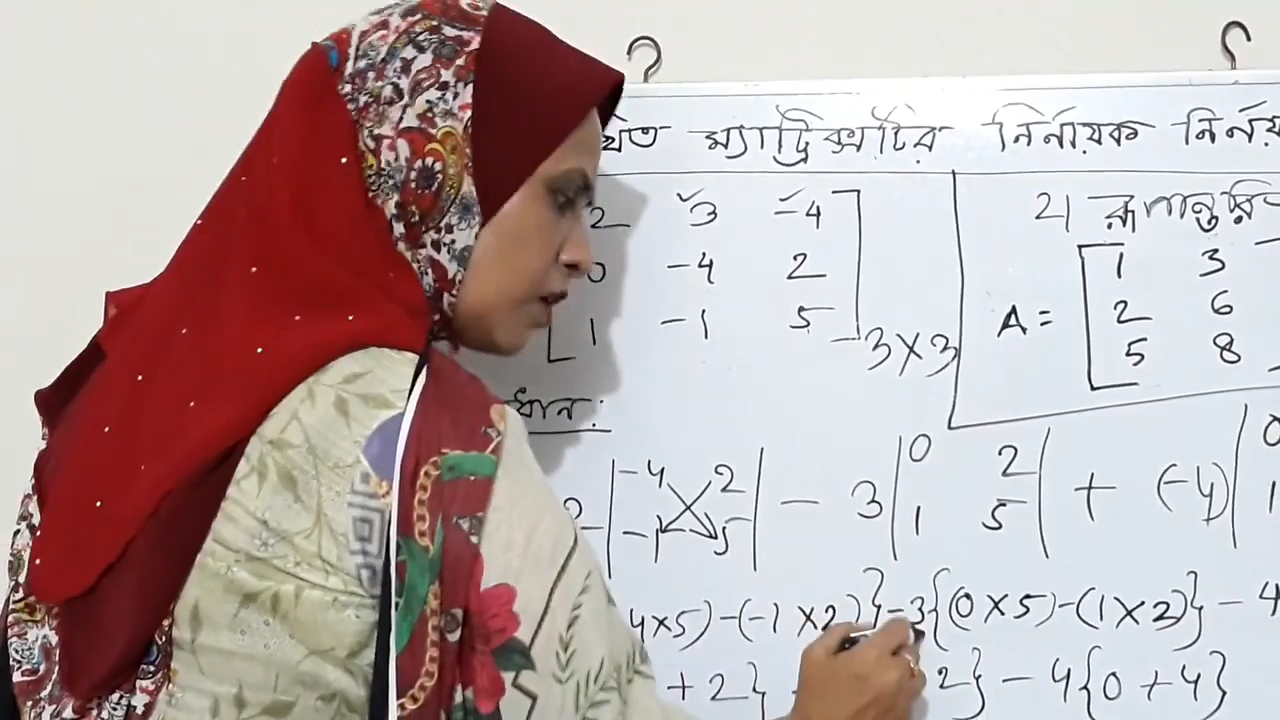 ম্যাট্রিক্সটির নির্নায়ক
2 3 -4
0 -4 2
1 -1 5
3×3
2|
1 3
A = 2 6
5 8
ধান:
|-4 2| - 3 |0 2| + (-4) |0
|-1 5| |1 5| |1
4×5) -(-1×2)} -3{(0×5) -(1×2)} - 4
+ 2} 2} - 4{0 + 4}